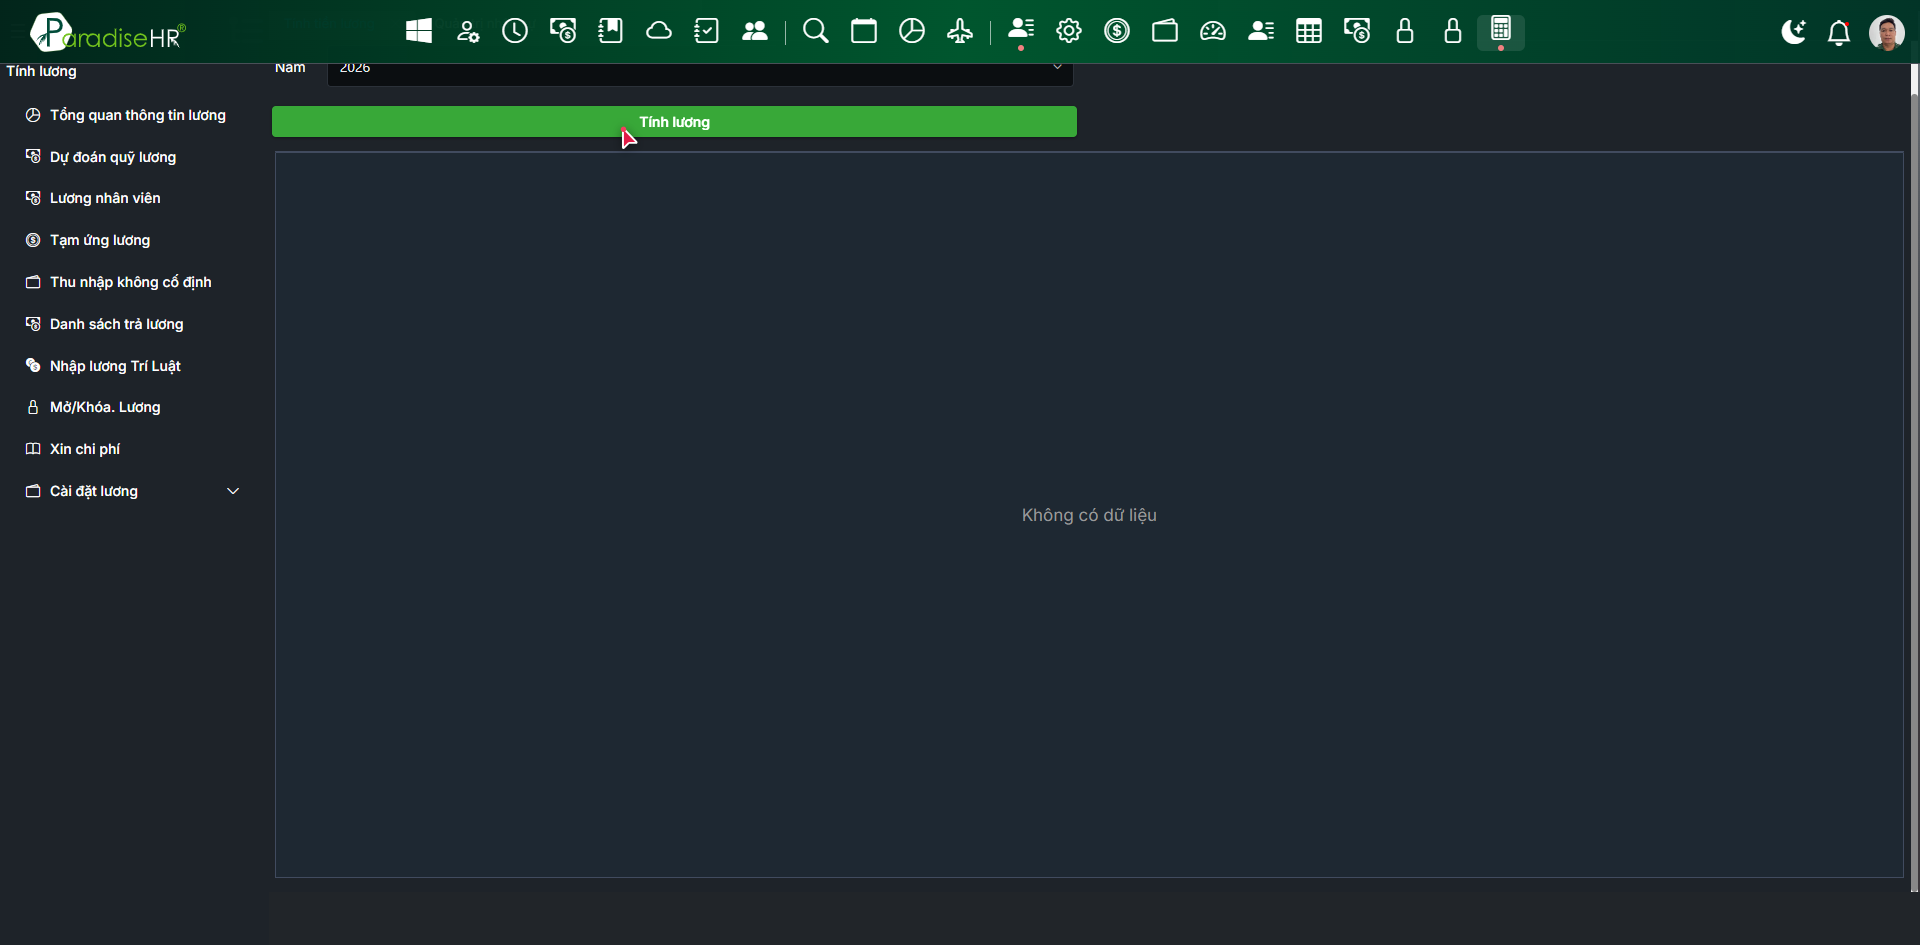 ParadiseHR®
Tính lương
Năm
2026
Tính lương
Tổng quan thông tin lương
Dự đoán quỹ lương
Lương nhân viên
Tạm ứng lương
Thu nhập không cố định
Danh sách trả lương
Nhập lương Trí Luật
Mở/Khóa. Lương
Xin chi phí
Cài đặt lương
Không có dữ liệu